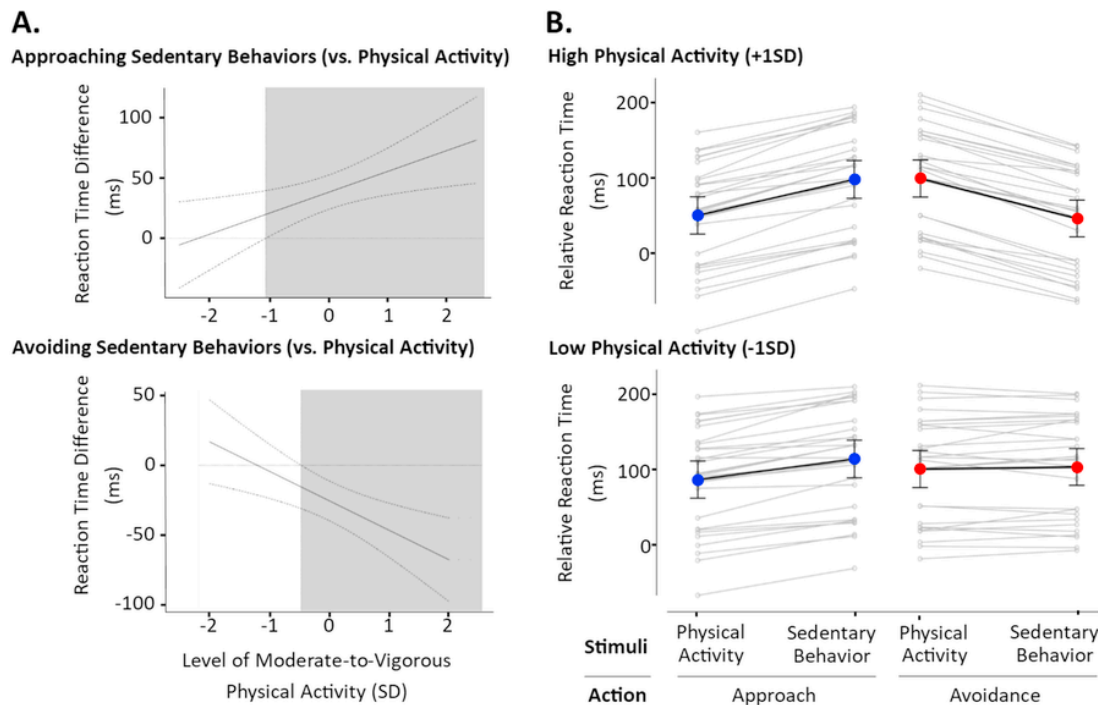 A.
Approaching Sedentary Behaviors (vs. Physical Activity)
Reaction Time Difference
(ms)
100
50
0
-2 -1 0 1 2
Avoiding Sedentary Behaviors (vs. Physical Activity)
Reaction Time Difference
(ms)
50
0
-50
-100
-2 -1 0 1 2
Level of Moderate-to-Vigorous
Physical Activity (SD)
B.
High Physical Activity (+1SD)
Relative Reaction Time
(ms)
200
100
0
Low Physical Activity (-1SD)
Relative Reaction Time
(ms)
200
100
0
Stimuli
Physical
Activity
Sedentary
Behavior
Physical
Activity
Sedentary
Behavior
Action Approach Avoidance